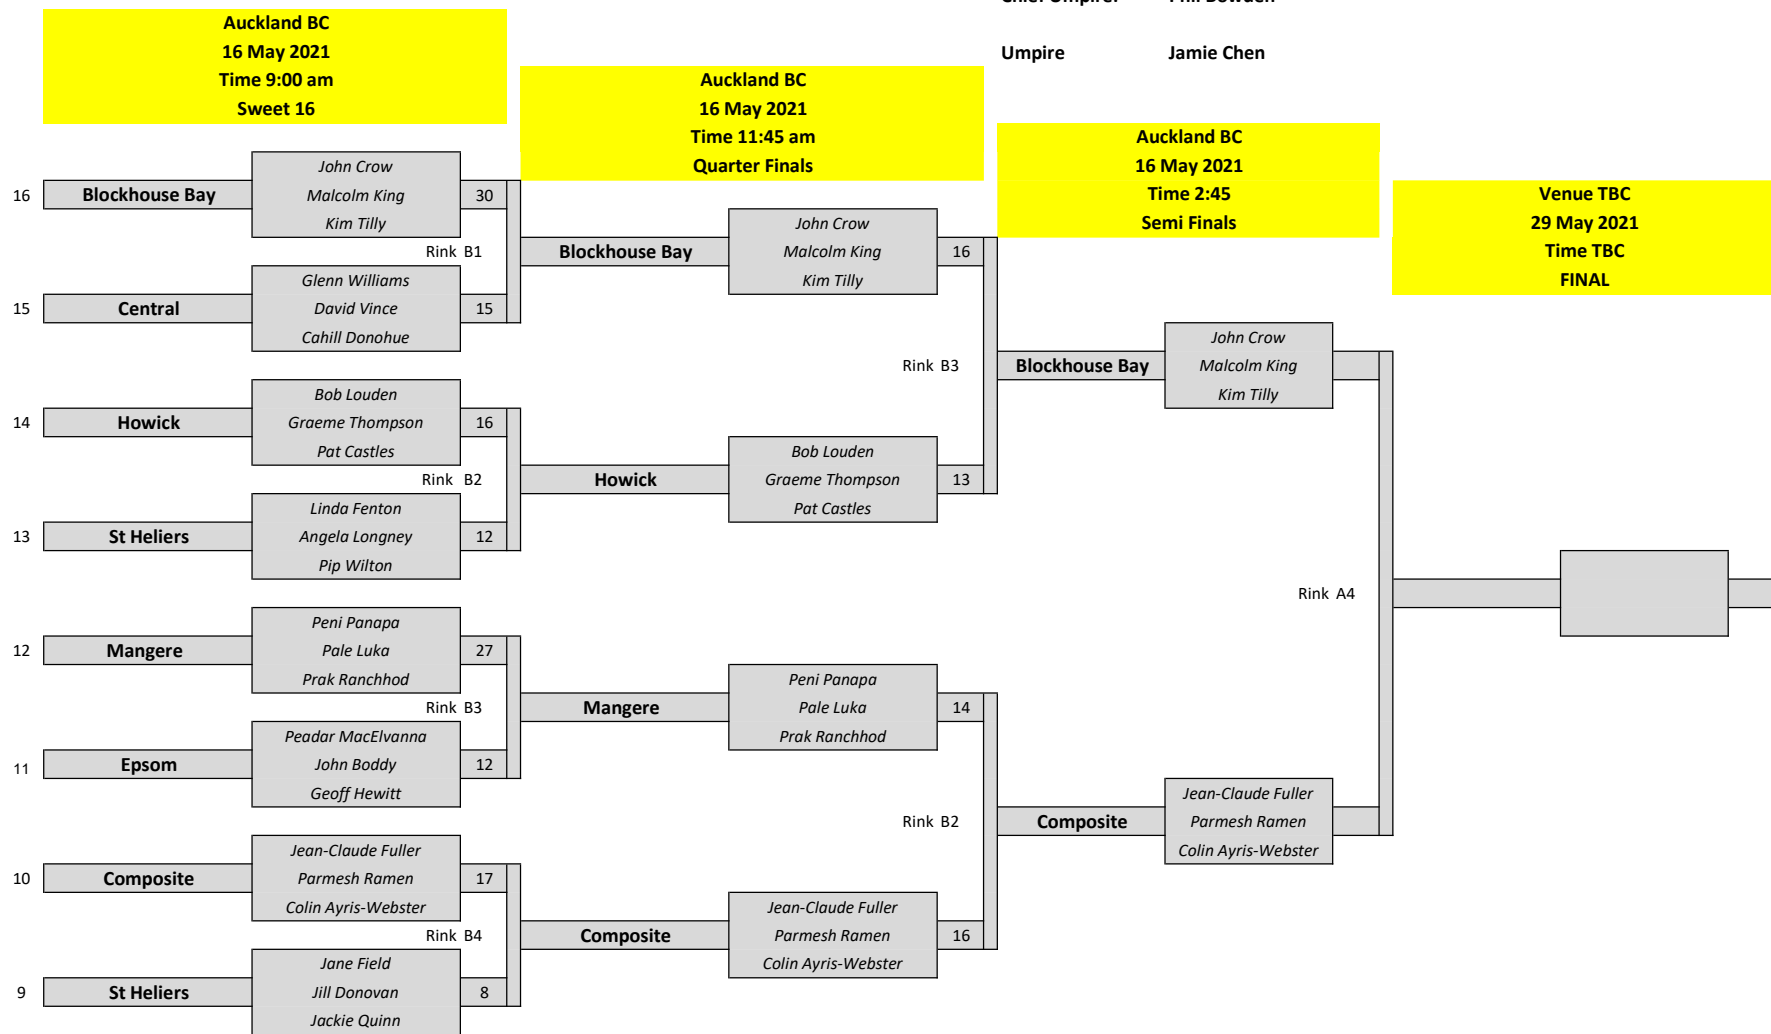 Chief Umpire: Phil Bowden
Umpire Jamie Chen
Auckland BC
16 May 2021
Time 9:00 am
Sweet 16
Auckland BC
16 May 2021
Time 11:45 am
Quarter Finals
Auckland BC
16 May 2021
Time 2:45
Semi Finals
Venue TBC
29 May 2021
Time TBC
FINAL
16 Blockhouse Bay
John Crow
Malcolm King
Kim Tilly
30
Rink B1
15 Central
Glenn Williams
David Vince
Cahill Donohue
15
14 Howick
Bob Louden
Graeme Thompson
Pat Castles
16
Rink B2
13 St Heliers
Linda Fenton
Angela Longney
Pip Wilton
12
12 Mangere
Peni Panapa
Pale Luka
Prak Ranchhod
27
Rink B3
11 Epsom
Peadar MacElvanna
John Boddy
Geoff Hewitt
12
10 Composite
Jean-Claude Fuller
Parmesh Ramen
Colin Ayris-Webster
17
Rink B4
9 St Heliers
Jane Field
Jill Donovan
Jackie Quinn
8
Blockhouse Bay
John Crow
Malcolm King
Kim Tilly
16
Rink B3
Howick
Bob Louden
Graeme Thompson
Pat Castles
13
Mangere
Peni Panapa
Pale Luka
Prak Ranchhod
14
Rink B2
Composite
Jean-Claude Fuller
Parmesh Ramen
Colin Ayris-Webster
16
Blockhouse Bay
John Crow
Malcolm King
Kim Tilly
Rink A4
Composite
Jean-Claude Fuller
Parmesh Ramen
Colin Ayris-Webster